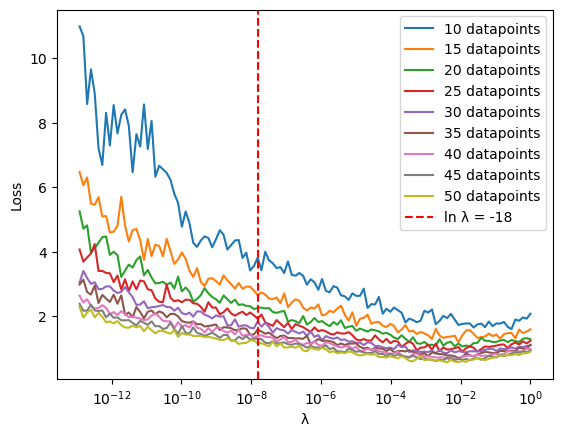 10
8
6
4
2
Loss
10⁻¹²
10⁻¹⁰
10⁻⁸
10⁻⁶
10⁻⁴
10⁻²
10⁰
λ
10 datapoints
15 datapoints
20 datapoints
25 datapoints
30 datapoints
35 datapoints
40 datapoints
45 datapoints
50 datapoints
ln λ = -18